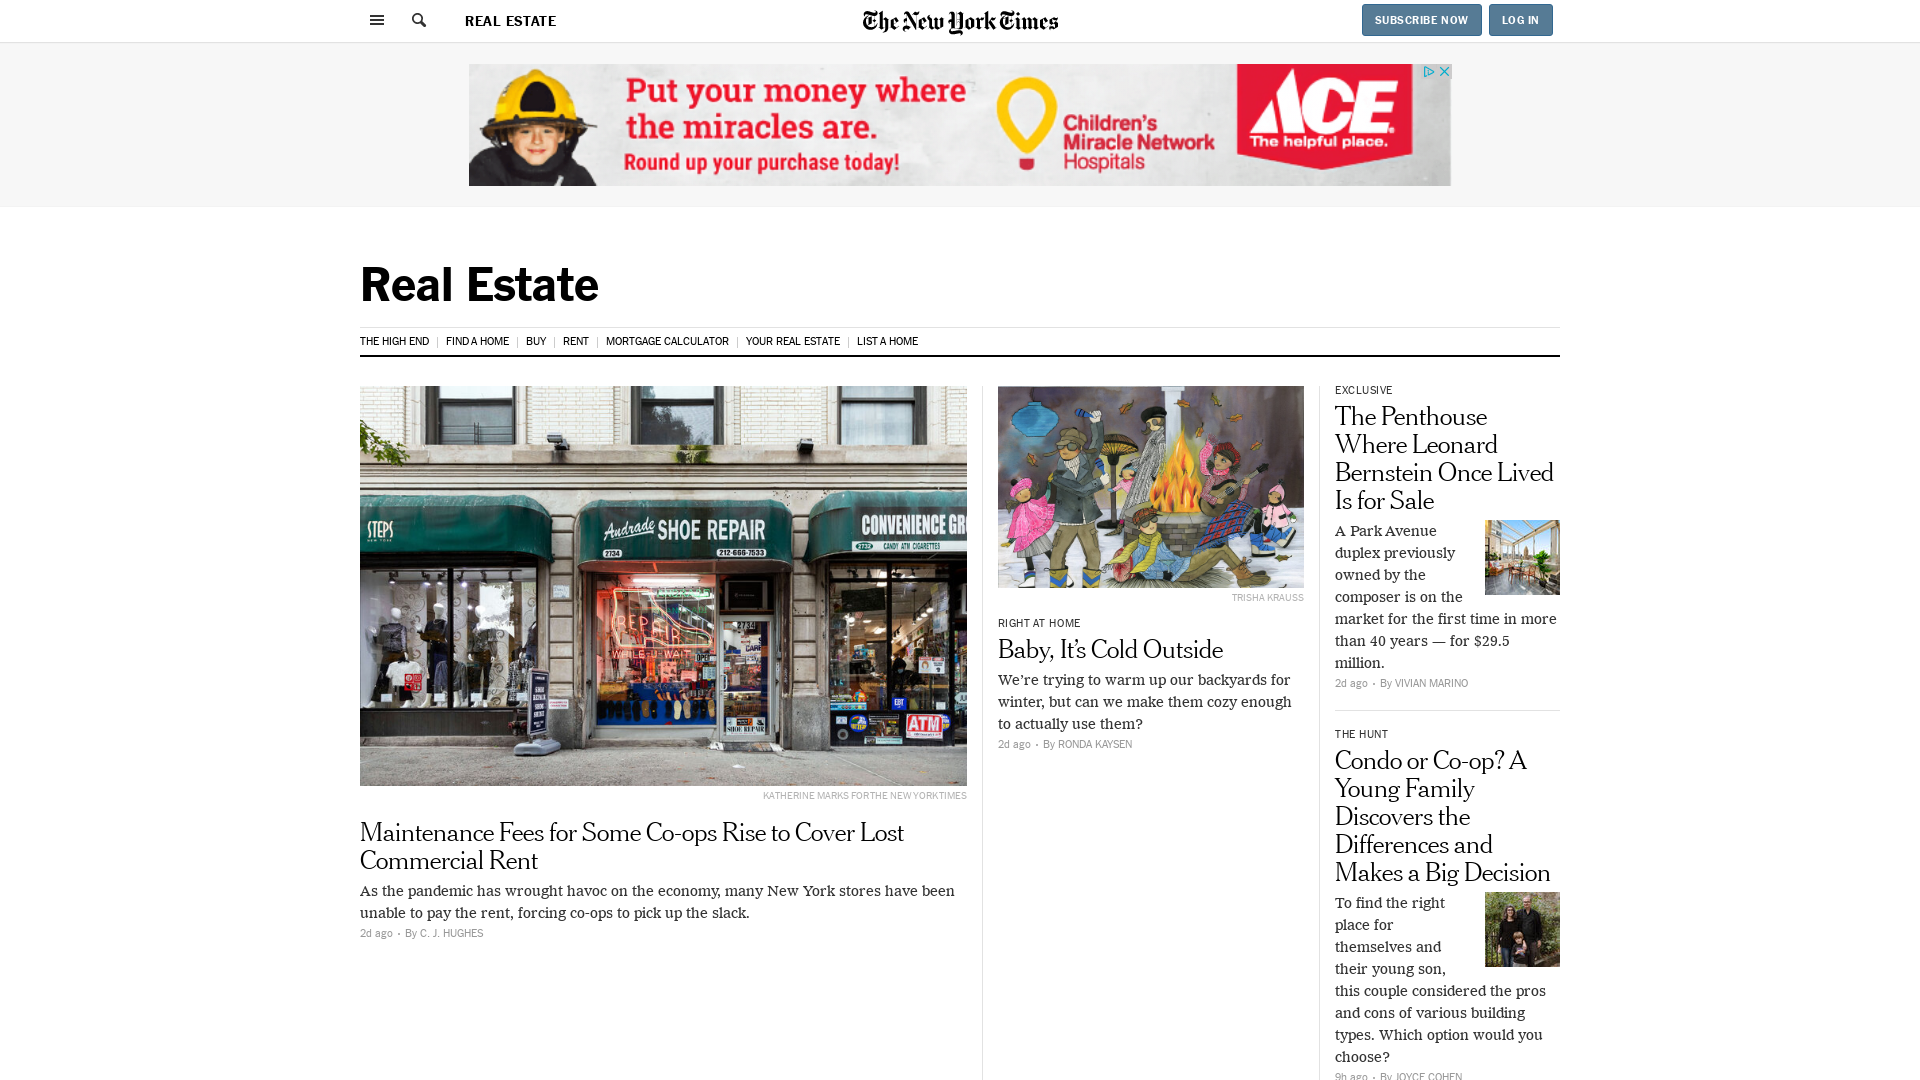 REAL ESTATE
The New York Times
SUBSCRIBE NOW
LOG IN
Put your money where
the miracles are.
Round up your purchase today!
Children's
Miracle Network
Hospitals
ACE
The helpful place.
Real Estate
THE HIGH END
FIND A HOME
BUY
RENT
MORTGAGE CALCULATOR
YOUR REAL ESTATE
LIST A HOME
STEPS
NEW YORK
Andrade SHOE REPAIR
2734
212-666-7533
CONVENIENCE GR
2732 CANDY ATM CIGARETTES
2734
REPAIR
WHILE-U-WAIT
OPEN
SHOE REPAIR
ATM
KATHERINE MARKS FOR THE NEW YORK TIMES
Maintenance Fees for Some Co-ops Rise to Cover Lost
Commercial Rent
As the pandemic has wrought havoc on the economy, many New York stores have been
unable to pay the rent, forcing co-ops to pick up the slack.
2d ago • By C. J. HUGHES
TRISHA KRAUSS
RIGHT AT HOME
Baby, It’s Cold Outside
We’re trying to warm up our backyards for
winter, but can we make them cozy enough
to actually use them?
2d ago • By RONDA KAYSEN
EXCLUSIVE
The Penthouse
Where Leonard
Bernstein Once Lived
Is for Sale
A Park Avenue
duplex previously
owned by the
composer is on the
market for the first time in more
than 40 years — for $29.5
million.
2d ago • By VIVIAN MARINO
THE HUNT
Condo or Co-op? A
Young Family
Discovers the
Differences and
Makes a Big Decision
To find the right
place for
themselves and
their young son,
this couple considered the pros
and cons of various building
types. Which option would you
choose?
9h ago • By JOYCE COHEN